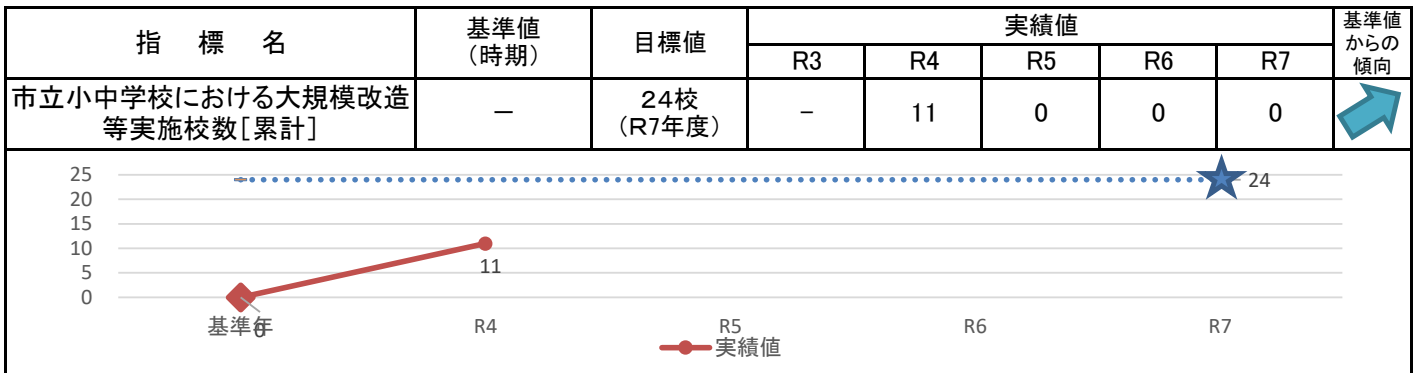 指 標 名
基準値
（時期）
目標値
実績値
基準値
からの
傾向
R3 R4 R5 R6 R7
市立小中学校における大規模改造
等実施校数［累計］
－
２４校
（R7年度）
－ 11 0 0 0
25
20
15
10
5
0
24
11
0
基準年 R4 R5 R6 R7
実績値